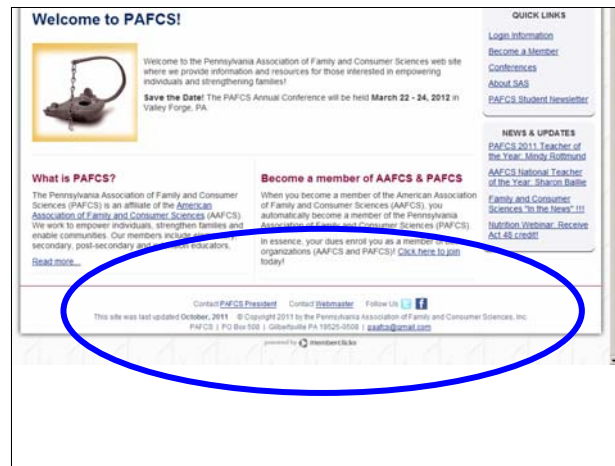 Welcome to PAFCS!
Welcome to the Pennsylvania Association of Family and Consumer Sciences web site
where we provide information and resources for those interested in empowering
individuals and strengthening families!
Save the Date! The PAFCS Annual Conference will be held March 22 - 24, 2012 in
Valley Forge, PA.
What is PAFCS?
The Pennsylvania Association of Family and Consumer
Sciences (PAFCS) is an affiliate of the American
Association of Family and Consumer Sciences (AAFCS).
We work to empower individuals, strengthen families and
enable communities. Our members include elementary,
secondary, post-secondary and extension educators,
Read more...
Become a member of AAFCS & PAFCS
When you become a member of the American Association
of Family and Consumer Sciences (AAFCS), you
automatically become a member of the Pennsylvania
Association of Family and Consumer Sciences (PAFCS).
In essence, your dues enroll you as a member of both
organizations (AAFCS and PAFCS)! Click here to join
today!
QUICK LINKS
Login Information
Become a Member
Conferences
About SAS
PAFCS Student Newsletter
NEWS & UPDATES
PAFCS 2011 Teacher of
the Year: Mindy Rottmund
AAFCS National Teacher
of the Year: Sharon Baillie
Family and Consumer
Sciences "In the News" !!!
Nutrition Webinar: Receive
Act 48 credit!
Contact PAFCS President Contact Webmaster Follow Us
This site was last updated October, 2011 © Copyright 2011 by the Pennsylvania Association of Family and Consumer Sciences, Inc.
PAFCS | PO Box 508 | Gilbertsville PA 19525-0508 | paafcs@gmail.com
powered by memberclicks